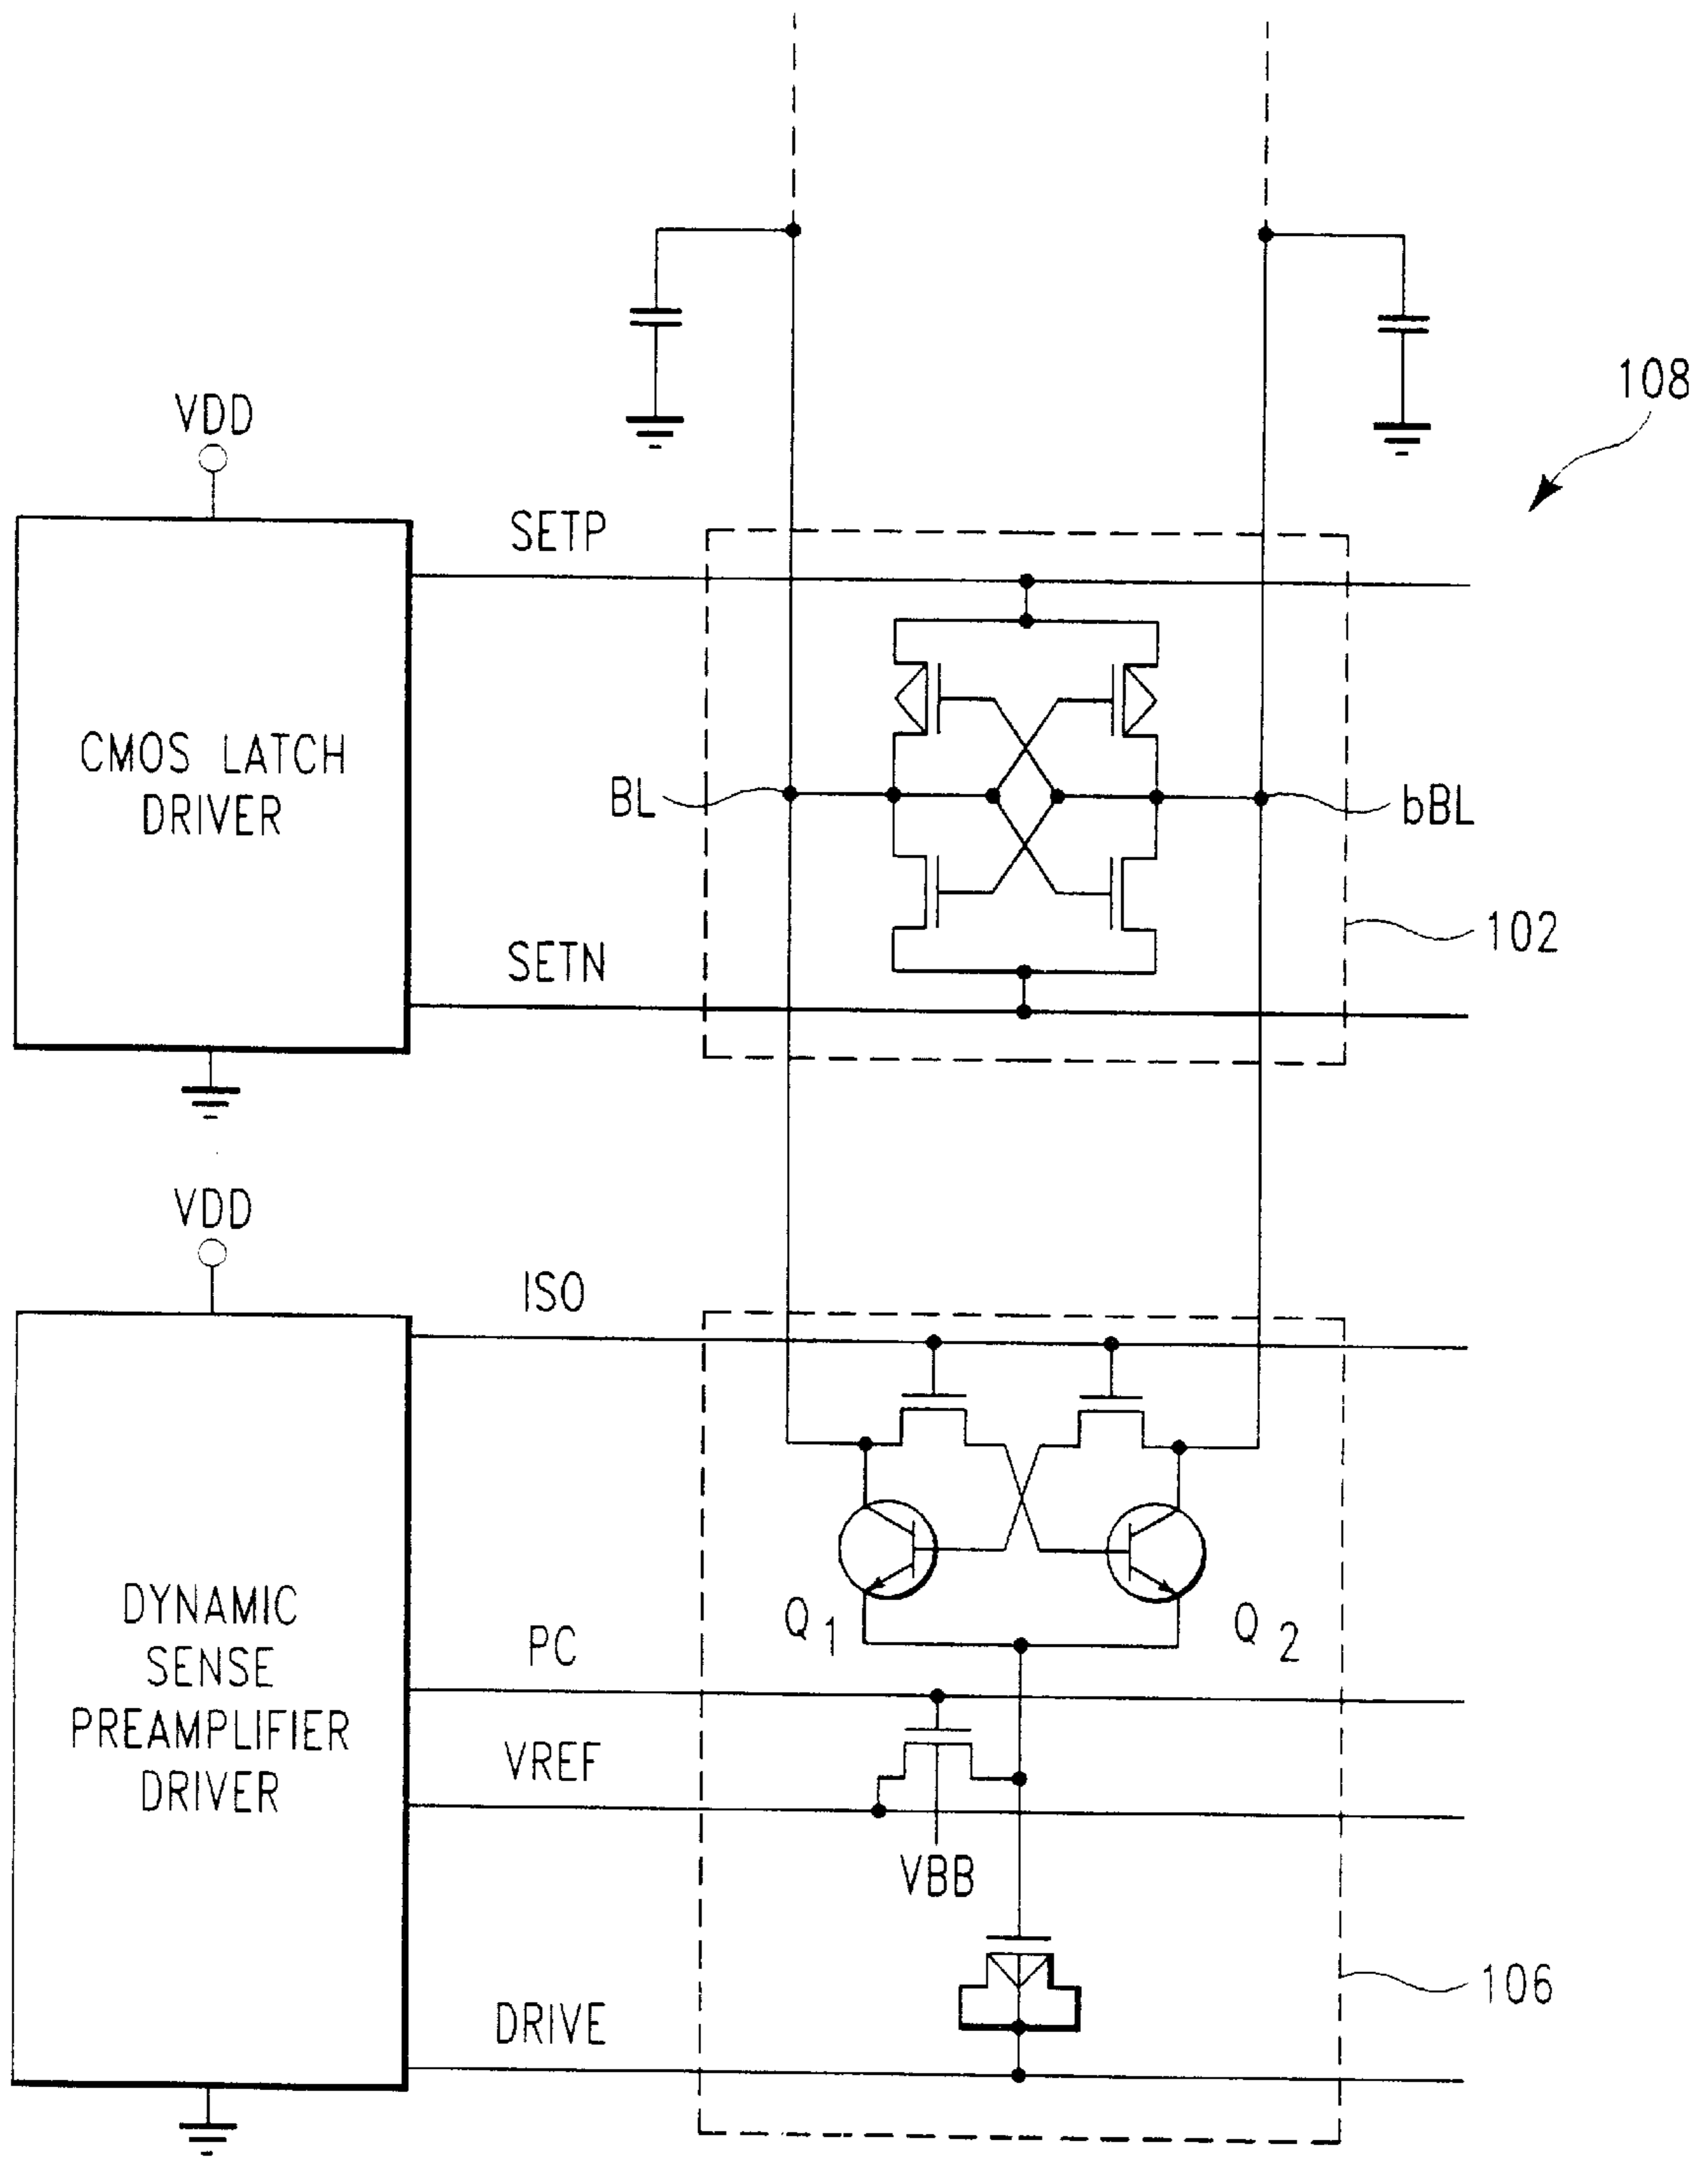 108
VDD
SETP
CMOS LATCH
DRIVER
BL
bBL
102
SETN
VDD
ISO
DYNAMIC
SENSE
PREAMPLIFIER
DRIVER
Q1
Q2
PC
VREF
VBB
106
DRIVE